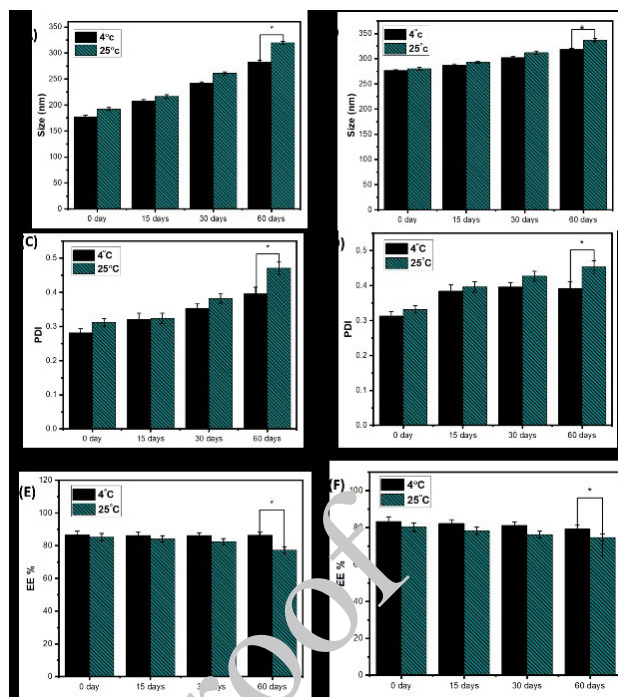 )
4°c
25°c
*
Size (nm)
350
300
250
200
150
100
50
0
0 day
15 days
30 days
60 days
)
4°c
25°c
*
Size (nm)
350
300
250
200
150
100
50
0
0 day
15 days
30 days
60 days
(C)
4°C
25°C
*
PDI
0.5
0.4
0.3
0.2
0.1
0.0
0 day
15 days
30 days
60 days
)
4°C
25°C
*
PDI
0.5
0.4
0.3
0.2
0.1
0.0
0 day
15 days
30 days
60 days
(E)
4°C
25°C
*
EE %
120
100
80
60
40
20
0
0 day
15 days
60 days
(F)
4°C
25°C
*
EE %
100
80
60
40
20
0
0 day
15 days
30 days
60 days
roof